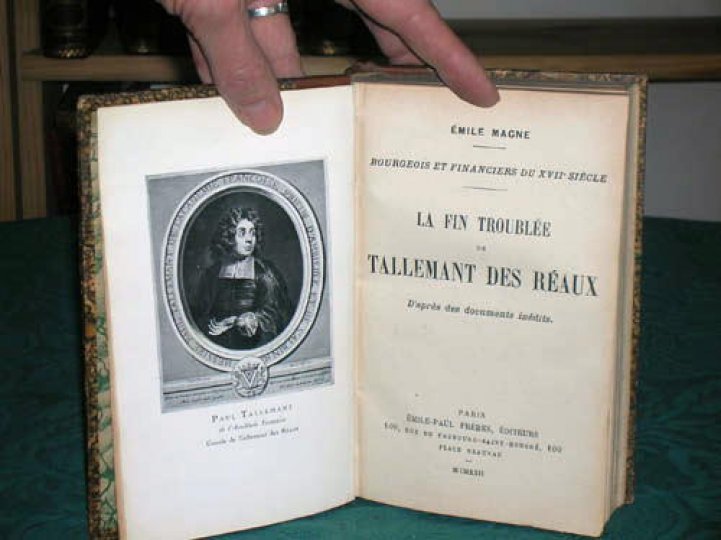 PAUL TALLEMANT
de l'Académie Française
Cousin de Tallemant des Réaux
ÉMILE MAGNE
BOURGEOIS ET FINANCIERS DU XVIIe SIÈCLE
LA FIN TROUBLÉE
DE
TALLEMANT DES RÉAUX
D'après des documents inédits.
PARIS
ÉMILE-PAUL FRÈRES, ÉDITEURS
100, RUE DU FAUBOURG-SAINT-HONORÉ, 100
PLACE BEAUVAU